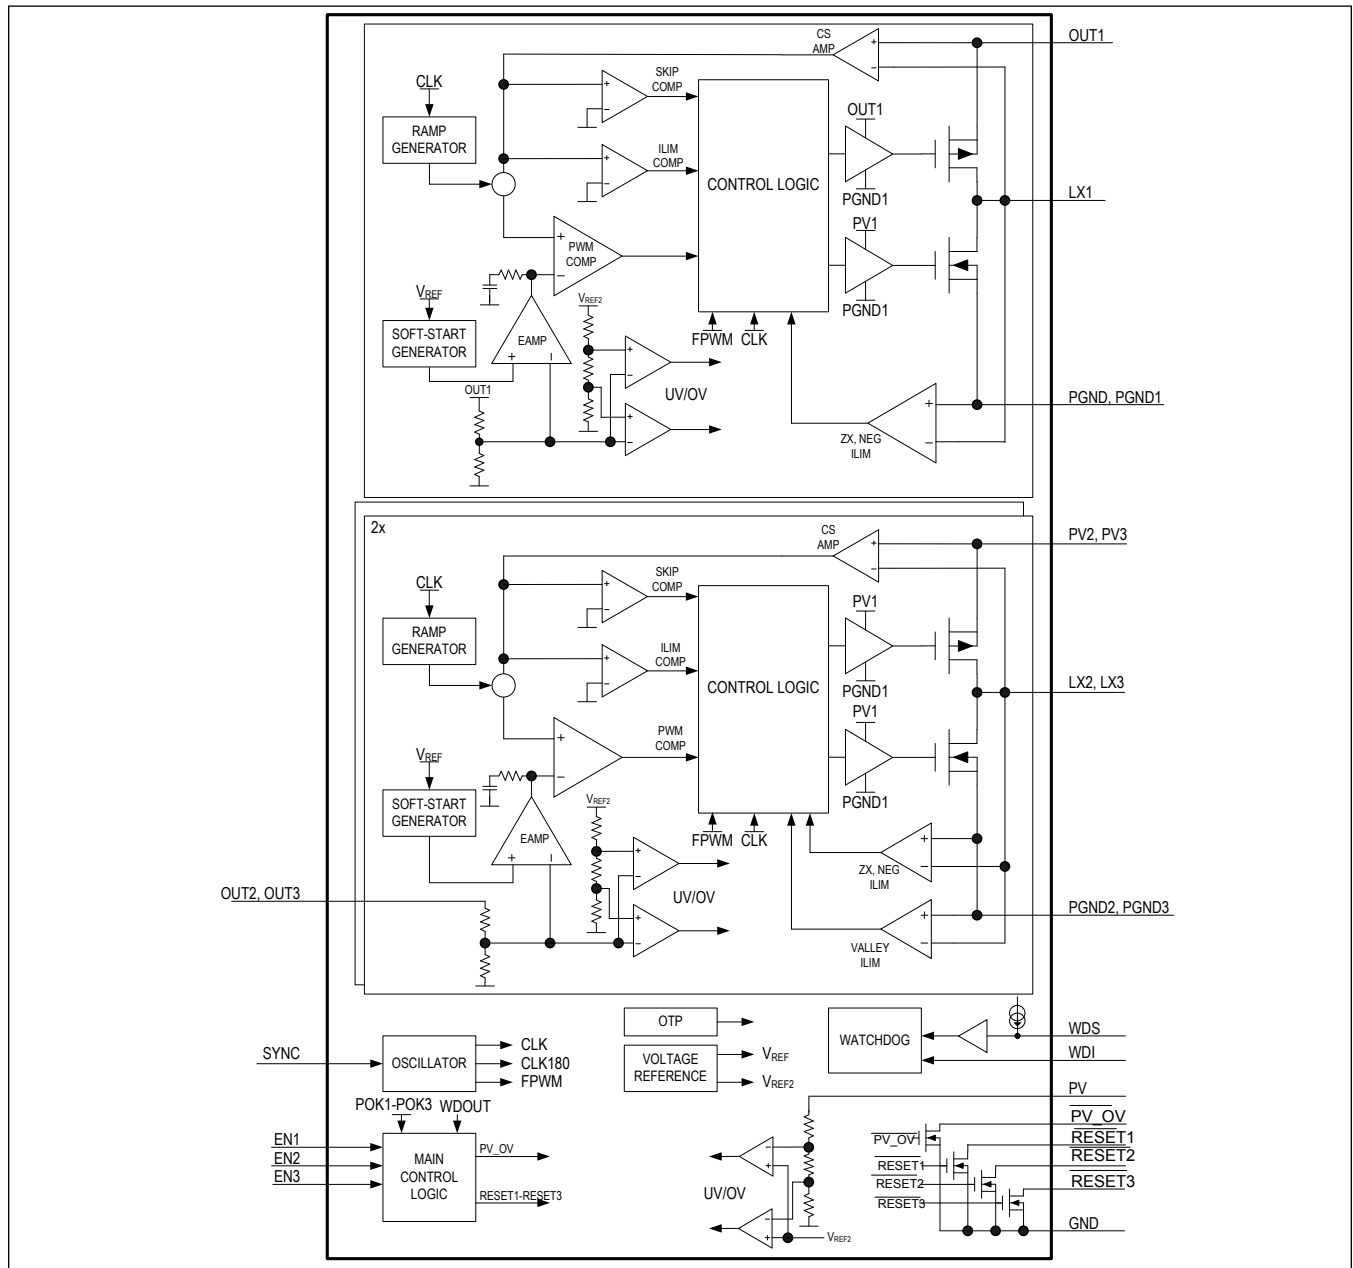 CS
AMP
OUT1
CLK
SKIP
COMP
RAMP
GENERATOR
OUT1
ILIM
COMP
CONTROL LOGIC
PGND1
LX1
PV1
PWM
COMP
VREF
VREF2
PGND1
SOFT-START
GENERATOR
EAMP
FPWM
CLK
OUT1
UV/OV
PGND, PGND1
ZX, NEG
ILIM
2x
CS
AMP
PV2, PV3
CLK
SKIP
COMP
PV1
RAMP
GENERATOR
ILIM
COMP
CONTROL LOGIC
PGND1
LX2, LX3
PV1
PWM
COMP
VREF
VREF2
PGND1
SOFT-START
GENERATOR
EAMP
FPWM
CLK
ZX, NEG
ILIM
OUT2, OUT3
UV/OV
PGND2, PGND3
VALLEY
ILIM
OTP
WATCHDOG
WDS
WDI
SYNC
OSCILLATOR
CLK
CLK180
FPWM
VOLTAGE
REFERENCE
VREF
VREF2
PV
POK1-POK3
WDOUT
PV_OV
EN1
EN2
EN3
MAIN
CONTROL
LOGIC
PV_OV
RESET1-RESET3
UV/OV
VREF2
PV_OV
RESET1
RESET1
RESET2
RESET2
RESET3
RESET3
GND